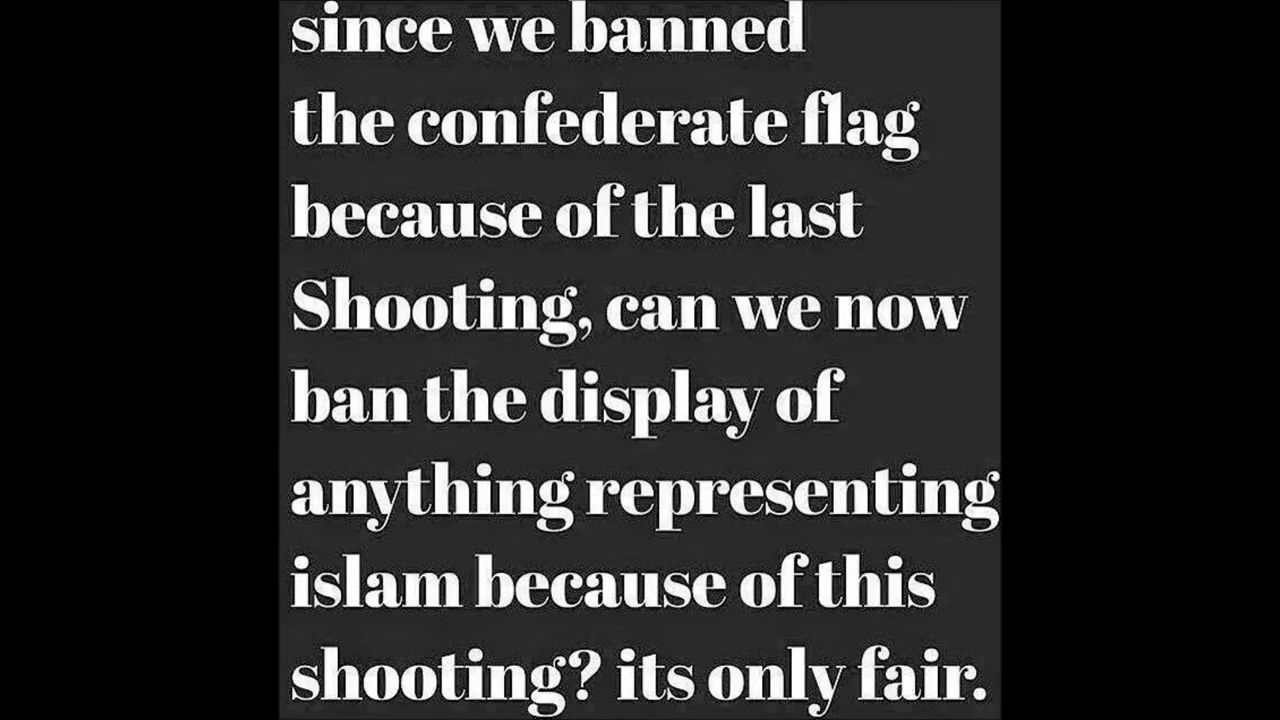 since we banned
the confederate flag
because of the last
Shooting, can we now
ban the display of
anything representing
islam because of this
shooting? its only fair.